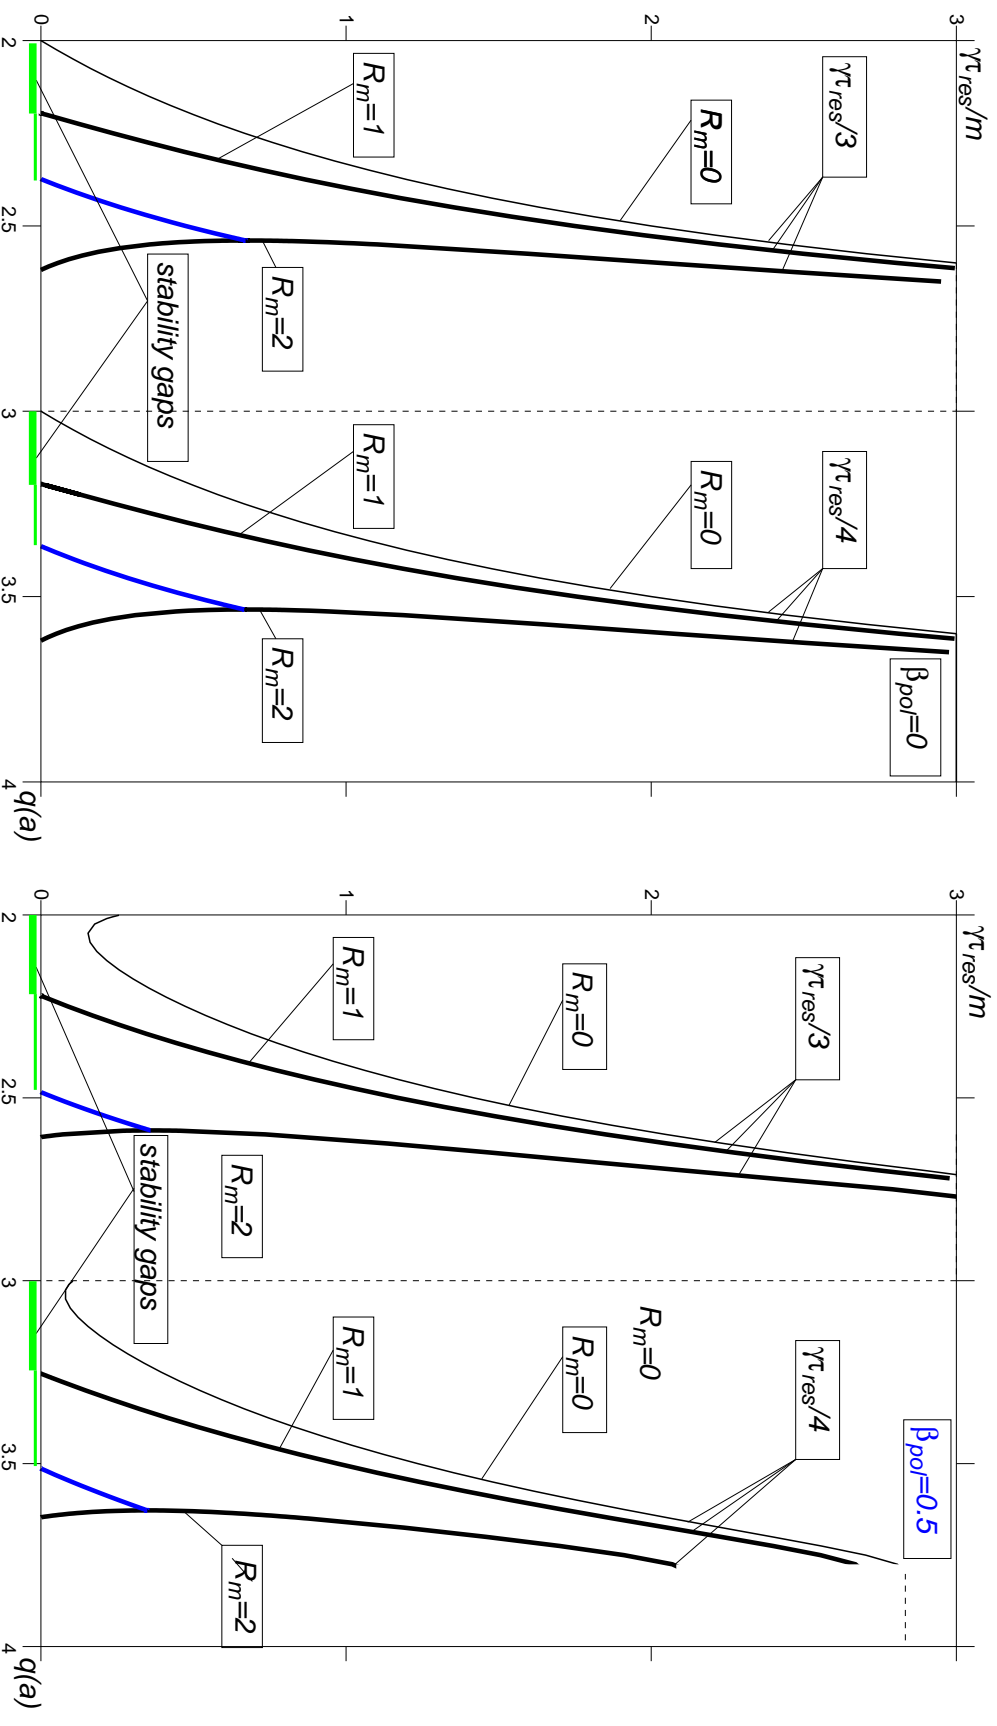 γτres/m
3
2
1
0
2
2.5
3
3.5
4
q(a)
γτres/3
Rm=0
Rm=1
Rm=2
stability gaps
γτres/4
Rm=0
Rm=1
Rm=2
βpol=0
γτres/m
3
2
1
0
2
2.5
3
3.5
4
q(a)
γτres/3
Rm=0
Rm=1
Rm=2
stability gaps
Rm=0
γτres/4
Rm=0
Rm=1
Rm=2
βpol=0.5